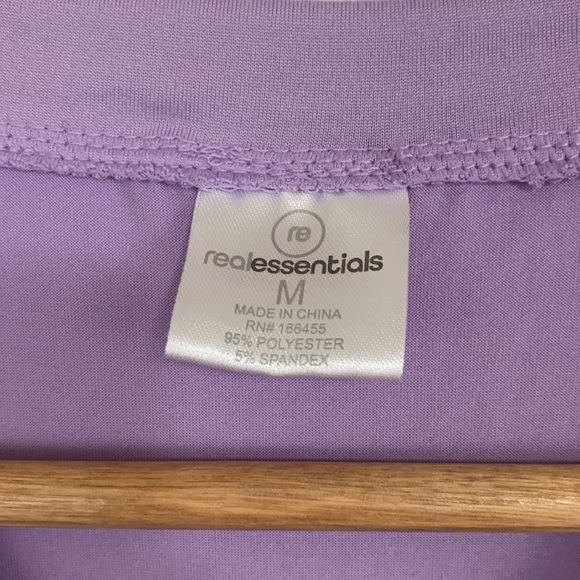 re
realessentials
M
MADE IN CHINA
RN# 166455
95% POLYESTER
5% SPANDEX